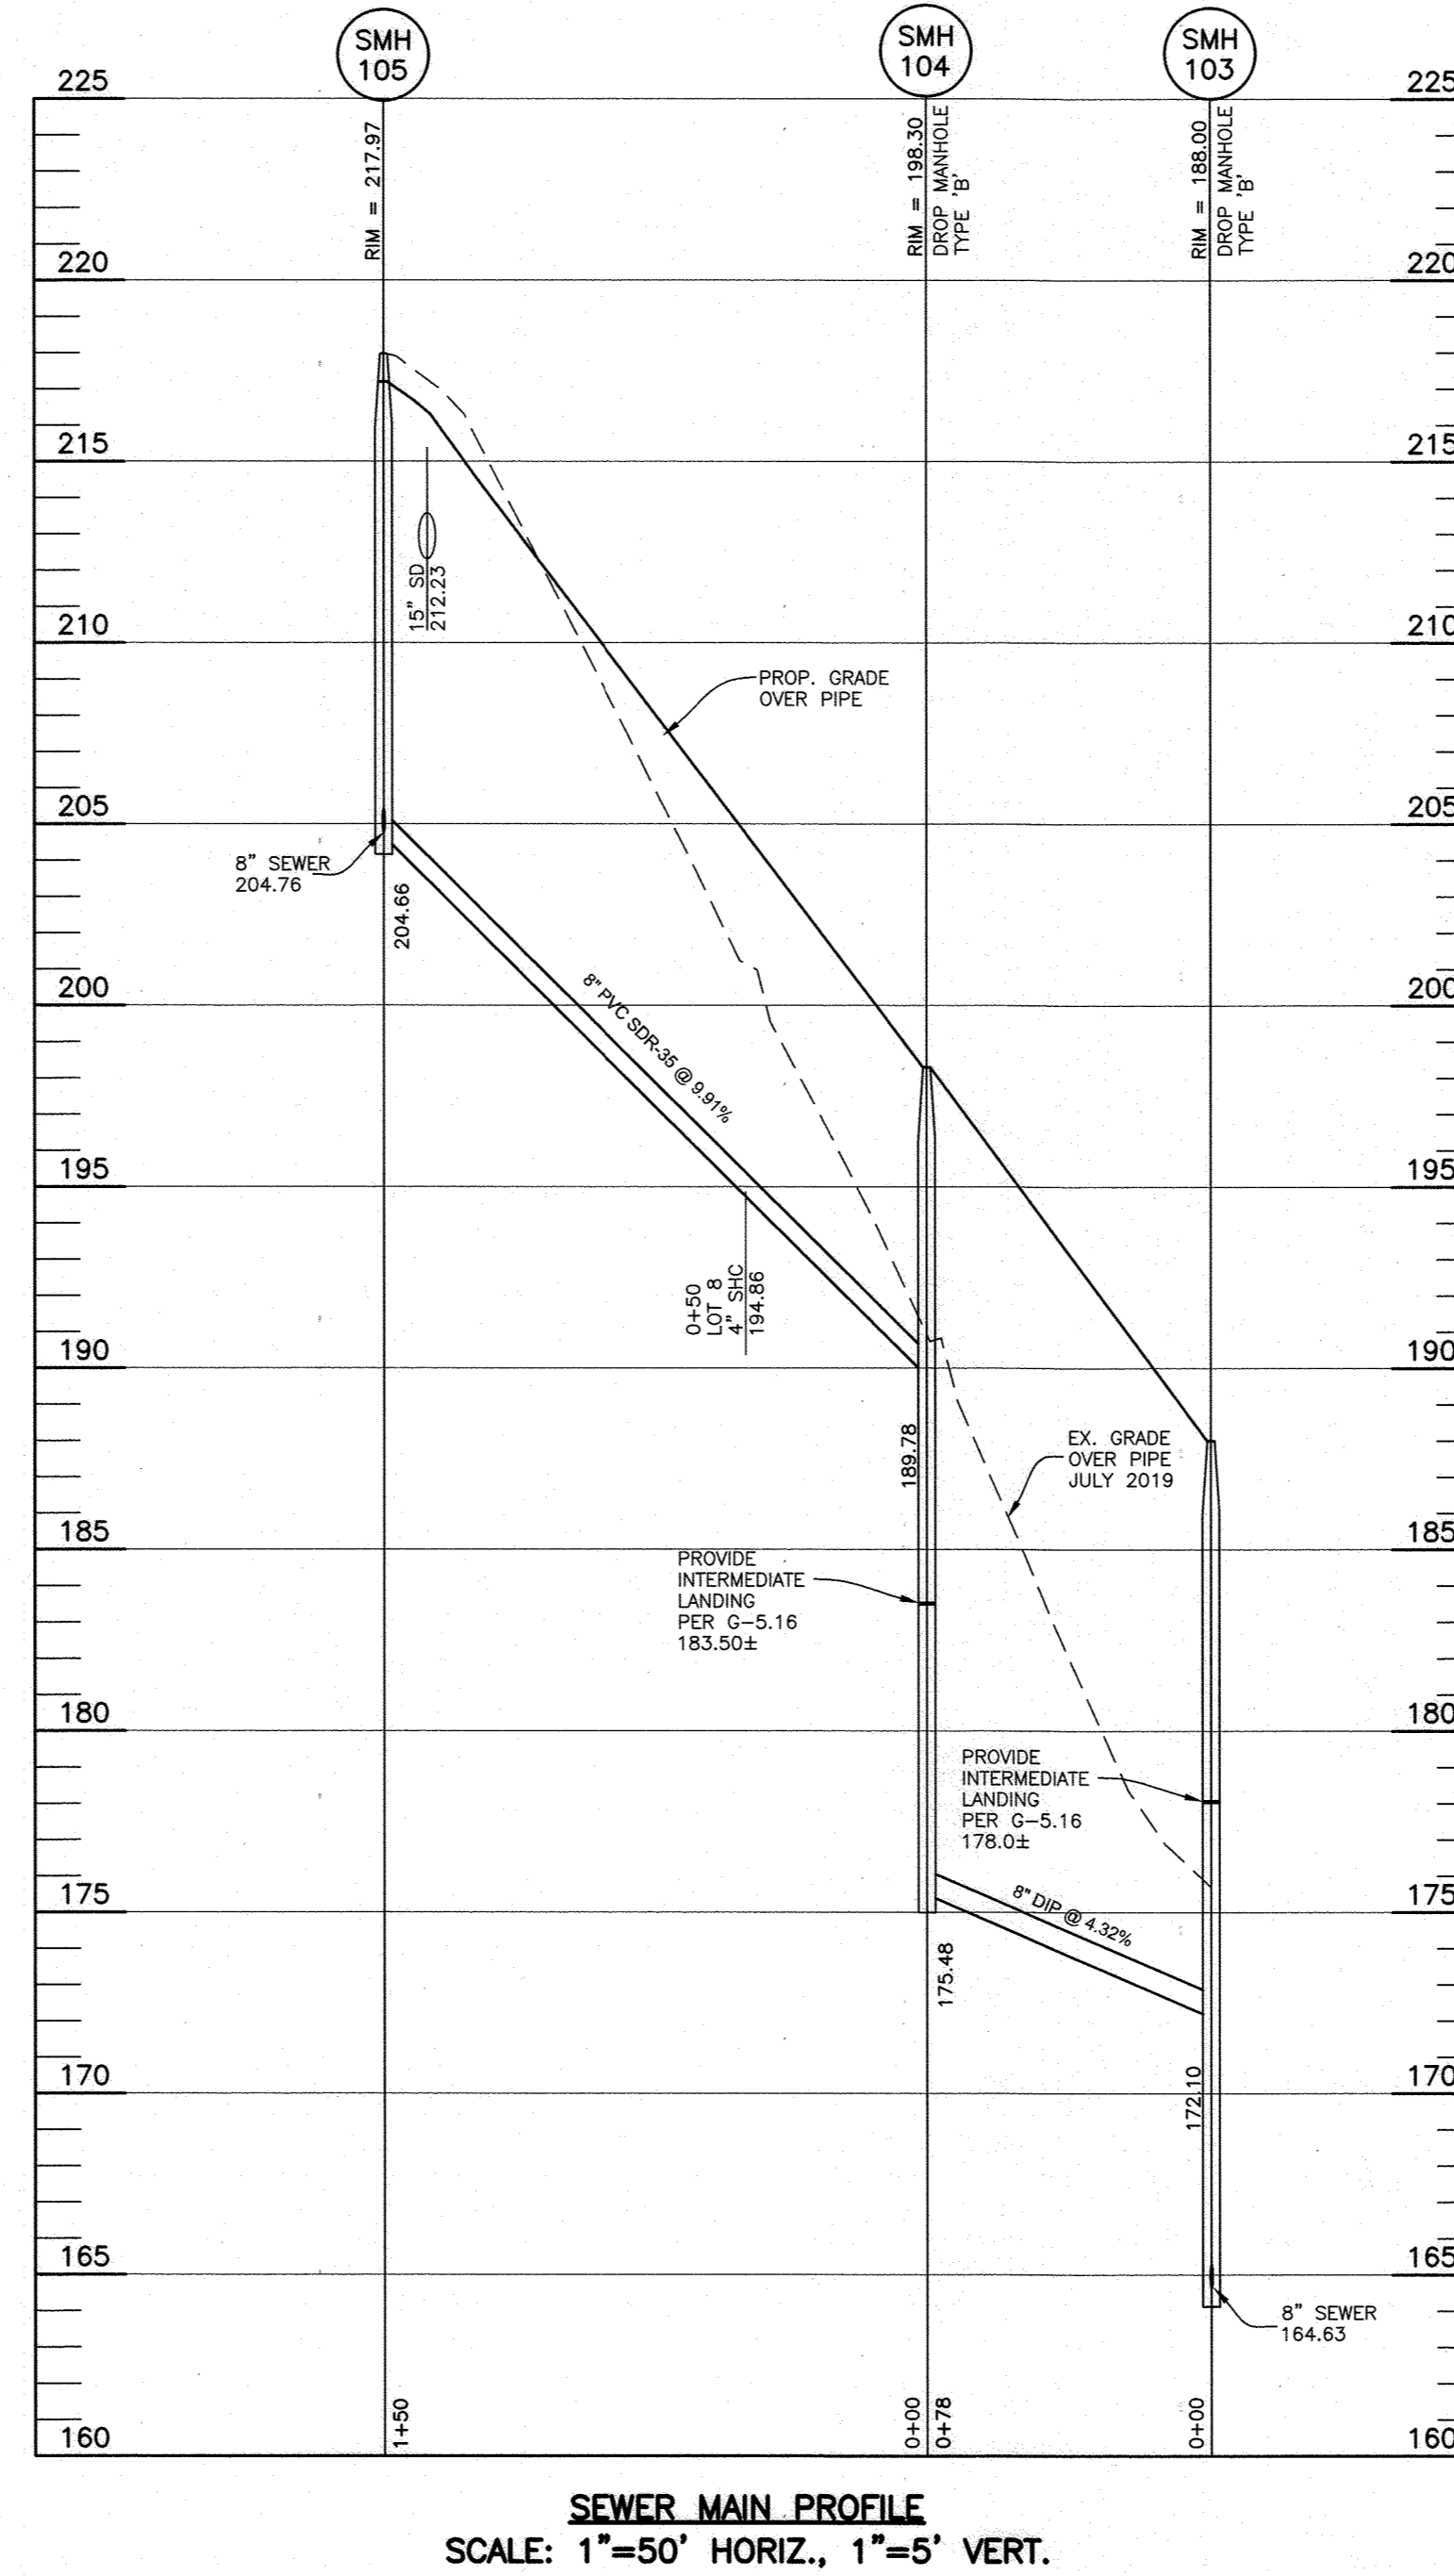 SMH
105
SMH
104
SMH
103
225
225
RIM = 217.97
RIM = 198.30
DROP MANHOLE
TYPE 'B'
RIM = 188.00
DROP MANHOLE
TYPE 'B'
220
220
215
215
15" SD
212.23
210
210
PROP. GRADE
OVER PIPE
205
205
8" SEWER
204.76
204.66
8" PVC SDR-35 @ 9.91%
200
200
195
195
0+50
LOT 8
4" SHC
194.86
190
190
189.78
EX. GRADE
OVER PIPE
JULY 2019
185
185
PROVIDE
INTERMEDIATE
LANDING
PER G-5.16
183.50±
180
180
PROVIDE
INTERMEDIATE
LANDING
PER G-5.16
178.0±
175
175
8" DIP @ 4.32%
175.48
170
170
172.10
165
165
8" SEWER
164.63
160
160
1+50
0+00
0+78
0+00
SEWER MAIN PROFILE
SCALE: 1"=50' HORIZ., 1"=5' VERT.